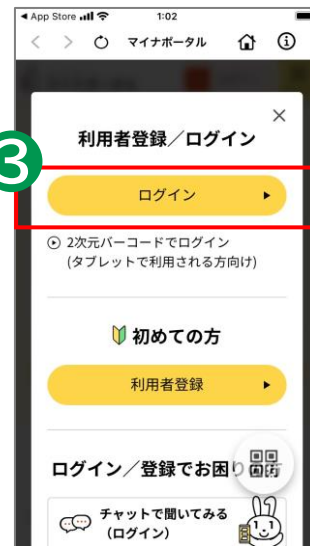 App Store
1:02
マイナポータル
利用者登録/ログイン
3
ログイン
2次元バーコードでログイン
(タブレットで利用される方向け)
初めての方
利用者登録
ログイン/登録でお困り
チャットで聞いてみる
(ログイン)